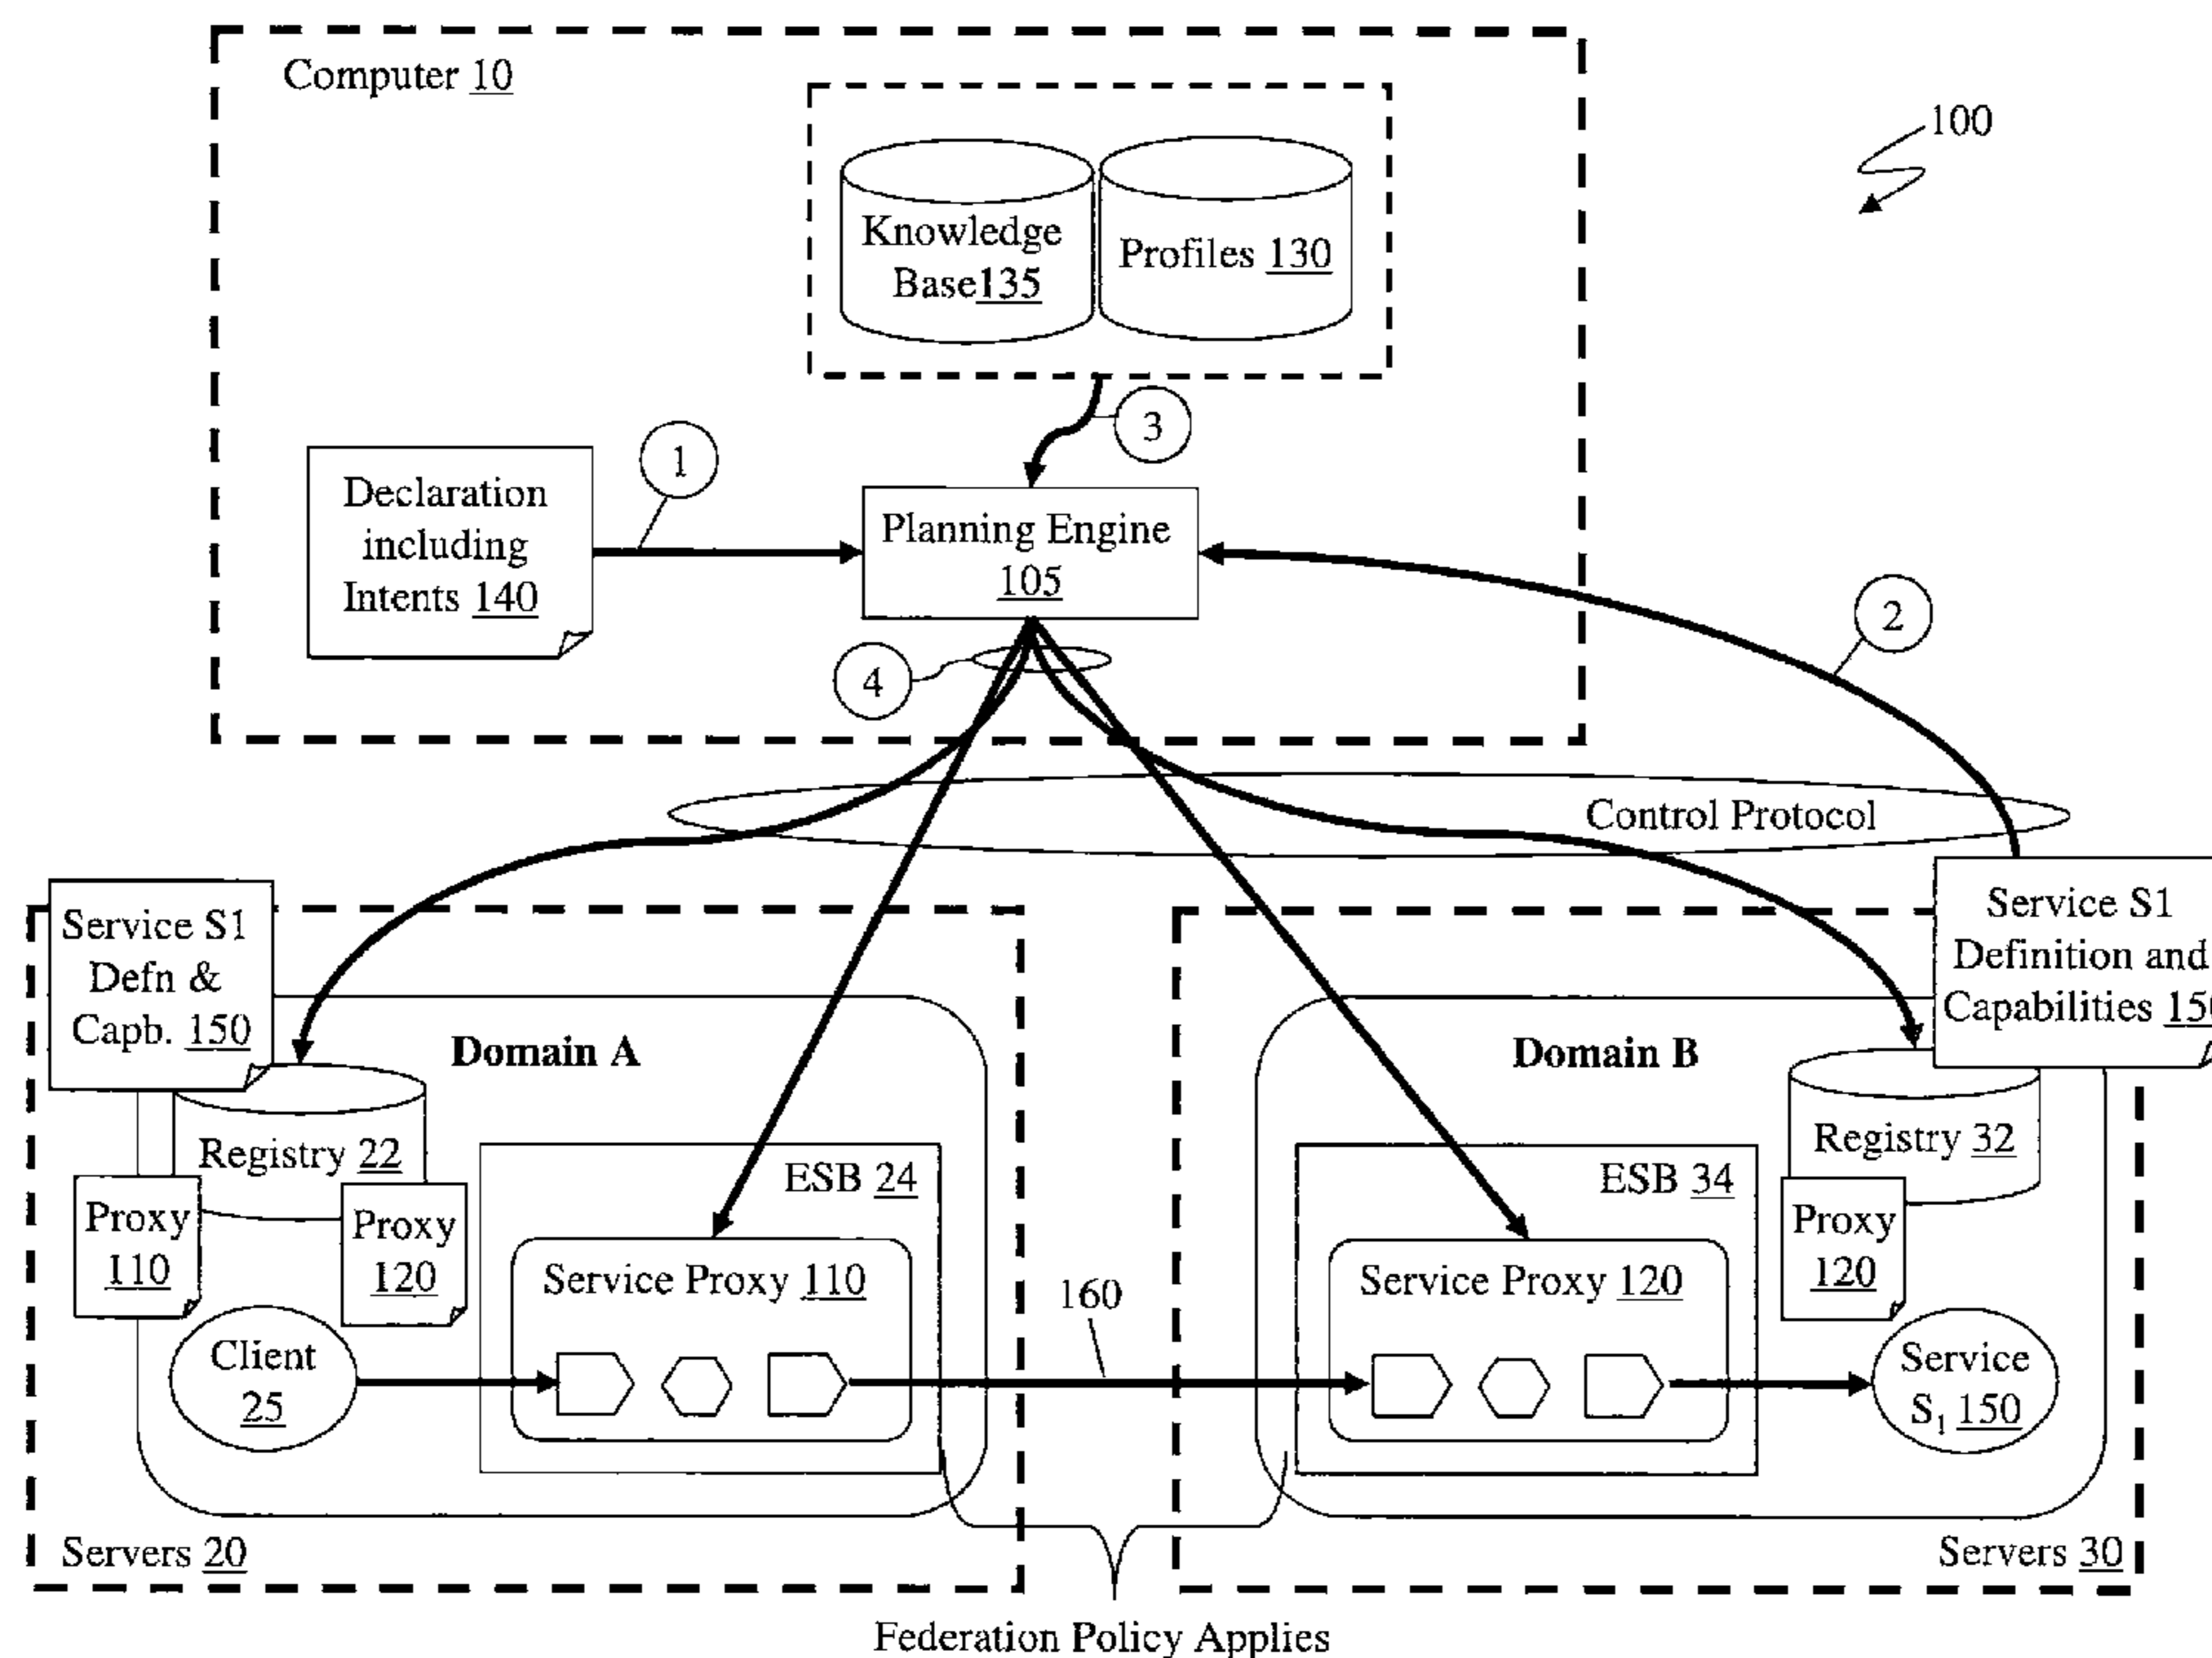 Computer 10
100
Knowledge
Base135
Profiles 130
3
1
Declaration
including
Intents 140
Planning Engine
105
2
4
Control Protocol
Service S1
Defn &
Capb. 150
Service S1
Definition and
Capabilities 150
Domain A
Domain B
Registry 22
Registry 32
ESB 24
ESB 34
Proxy
110
Proxy
120
Proxy
120
Service Proxy 110
160
Service Proxy 120
Client
25
Service
S1 150
Servers 20
Servers 30
Federation Policy Applies